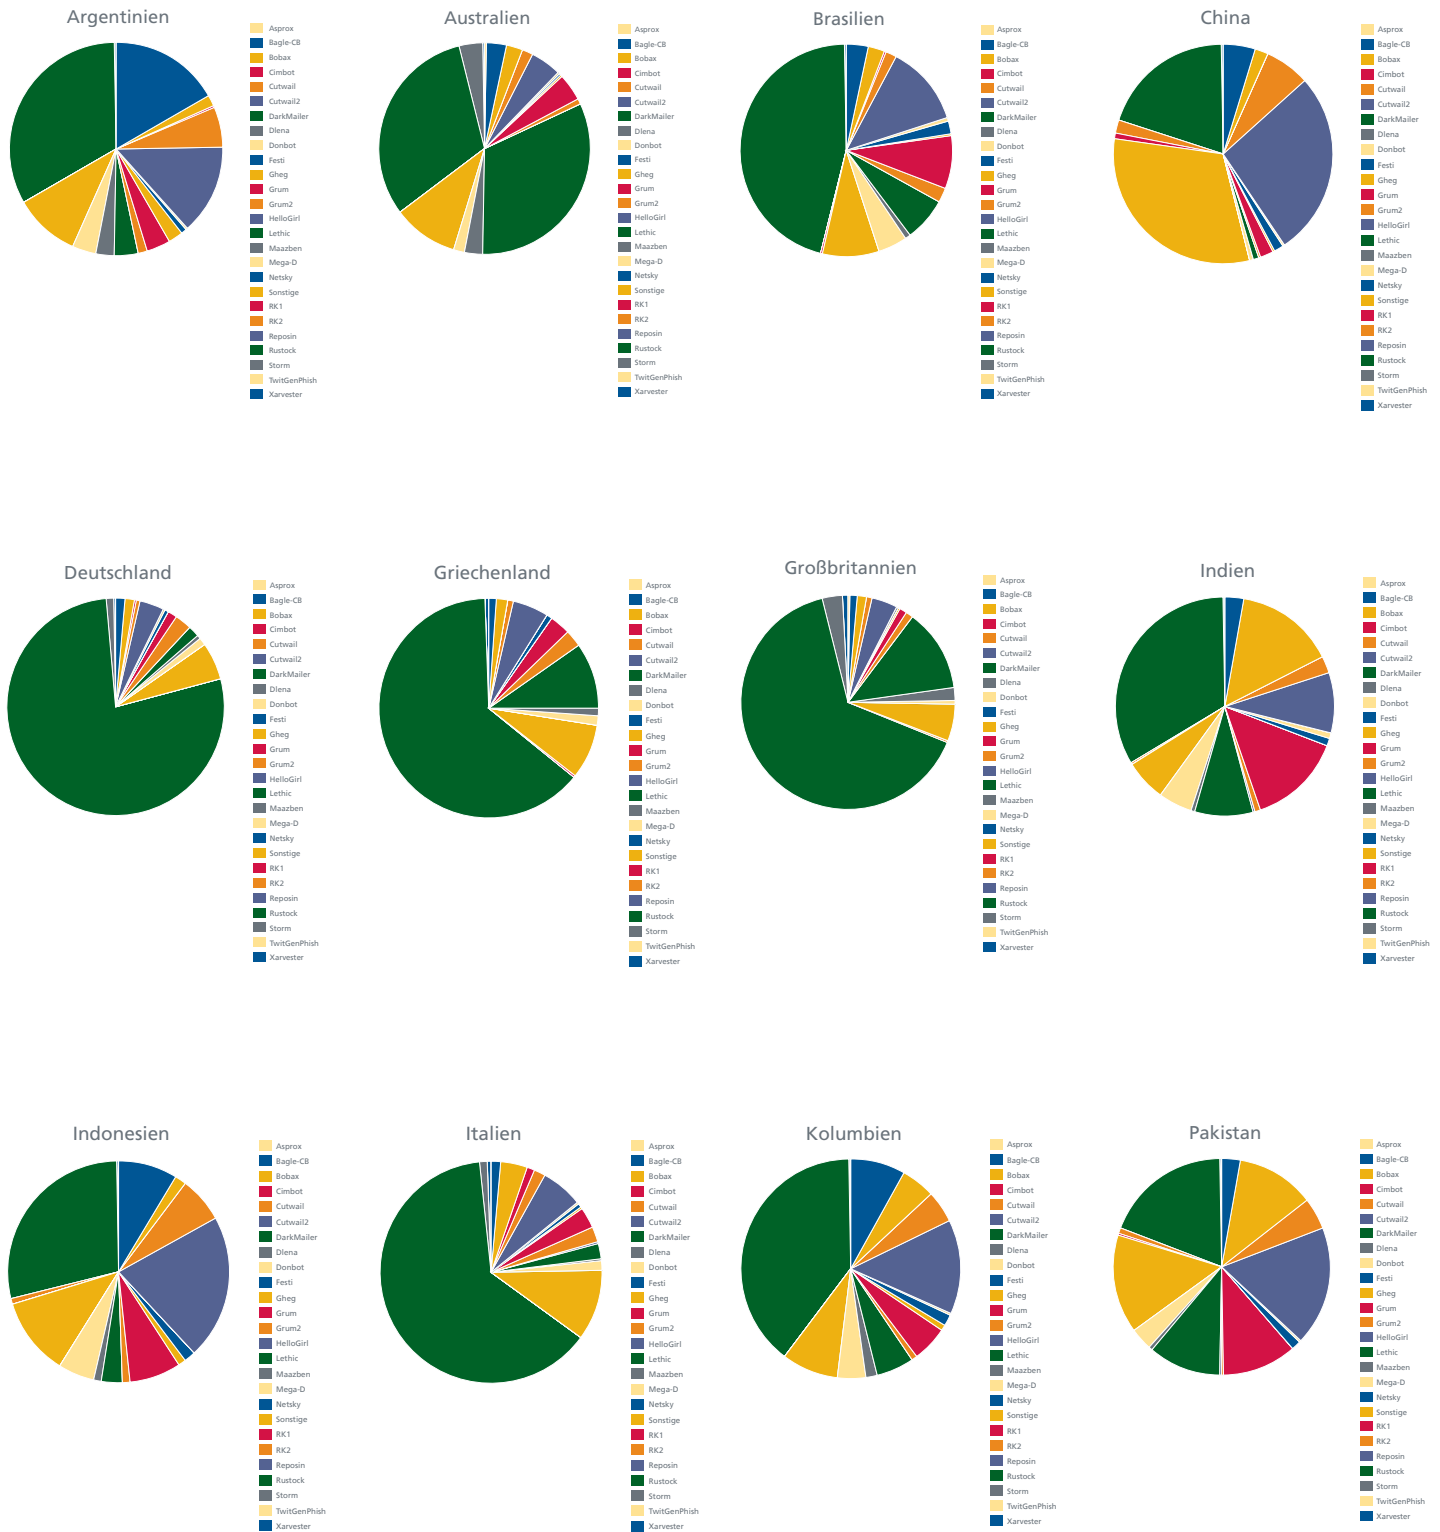 Argentinien
Asprox
Bagle-CB
Bobax
Cimbot
Cutwail
Cutwail2
DarkMailer
Dlena
Donbot
Festi
Gheg
Grum
Grum2
HelloGirl
Lethic
Maazben
Mega-D
Netsky
Sonstige
RK1
RK2
Reposin
Rustock
Storm
TwitGenPhish
Xarvester
Australien
Asprox
Bagle-CB
Bobax
Cimbot
Cutwail
Cutwail2
DarkMailer
Dlena
Donbot
Festi
Gheg
Grum
Grum2
HelloGirl
Lethic
Maazben
Mega-D
Netsky
Sonstige
RK1
RK2
Reposin
Rustock
Storm
TwitGenPhish
Xarvester
Brasilien
Asprox
Bagle-CB
Bobax
Cimbot
Cutwail
Cutwail2
DarkMailer
Dlena
Donbot
Festi
Gheg
Grum
Grum2
HelloGirl
Lethic
Maazben
Mega-D
Netsky
Sonstige
RK1
RK2
Reposin
Rustock
Storm
TwitGenPhish
Xarvester
China
Asprox
Bagle-CB
Bobax
Cimbot
Cutwail
Cutwail2
DarkMailer
Dlena
Donbot
Festi
Gheg
Grum
Grum2
HelloGirl
Lethic
Maazben
Mega-D
Netsky
Sonstige
RK1
RK2
Reposin
Rustock
Storm
TwitGenPhish
Xarvester
Deutschland
Asprox
Bagle-CB
Bobax
Cimbot
Cutwail
Cutwail2
DarkMailer
Dlena
Donbot
Festi
Gheg
Grum
Grum2
HelloGirl
Lethic
Maazben
Mega-D
Netsky
Sonstige
RK1
RK2
Reposin
Rustock
Storm
TwitGenPhish
Xarvester
Griechenland
Asprox
Bagle-CB
Bobax
Cimbot
Cutwail
Cutwail2
DarkMailer
Dlena
Donbot
Festi
Gheg
Grum
Grum2
HelloGirl
Lethic
Maazben
Mega-D
Netsky
Sonstige
RK1
RK2
Reposin
Rustock
Storm
TwitGenPhish
Xarvester
Großbritannien
Asprox
Bagle-CB
Bobax
Cimbot
Cutwail
Cutwail2
DarkMailer
Dlena
Donbot
Festi
Gheg
Grum
Grum2
HelloGirl
Lethic
Maazben
Mega-D
Netsky
Sonstige
RK1
RK2
Reposin
Rustock
Storm
TwitGenPhish
Xarvester
Indien
Asprox
Bagle-CB
Bobax
Cimbot
Cutwail
Cutwail2
DarkMailer
Dlena
Donbot
Festi
Gheg
Grum
Grum2
HelloGirl
Lethic
Maazben
Mega-D
Netsky
Sonstige
RK1
RK2
Reposin
Rustock
Storm
TwitGenPhish
Xarvester
Indonesien
Asprox
Bagle-CB
Bobax
Cimbot
Cutwail
Cutwail2
DarkMailer
Dlena
Donbot
Festi
Gheg
Grum
Grum2
HelloGirl
Lethic
Maazben
Mega-D
Netsky
Sonstige
RK1
RK2
Reposin
Rustock
Storm
TwitGenPhish
Xarvester
Italien
Asprox
Bagle-CB
Bobax
Cimbot
Cutwail
Cutwail2
DarkMailer
Dlena
Donbot
Festi
Gheg
Grum
Grum2
HelloGirl
Lethic
Maazben
Mega-D
Netsky
Sonstige
RK1
RK2
Reposin
Rustock
Storm
TwitGenPhish
Xarvester
Kolumbien
Asprox
Bagle-CB
Bobax
Cimbot
Cutwail
Cutwail2
DarkMailer
Dlena
Donbot
Festi
Gheg
Grum
Grum2
HelloGirl
Lethic
Maazben
Mega-D
Netsky
Sonstige
RK1
RK2
Reposin
Rustock
Storm
TwitGenPhish
Xarvester
Pakistan
Asprox
Bagle-CB
Bobax
Cimbot
Cutwail
Cutwail2
DarkMailer
Dlena
Donbot
Festi
Gheg
Grum
Grum2
HelloGirl
Lethic
Maazben
Mega-D
Netsky
Sonstige
RK1
RK2
Reposin
Rustock
Storm
TwitGenPhish
Xarvester